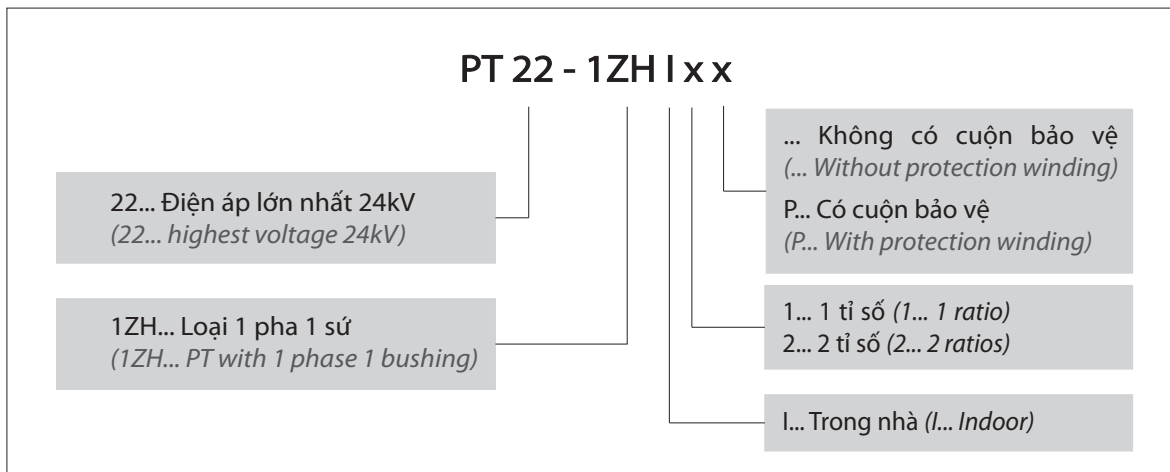 PT 22 - 1ZH I x x
22... Điện áp lớn nhất 24kV
(22... highest voltage 24kV)
1ZH... Loại 1 pha 1 sứ
(1ZH... PT with 1 phase 1 bushing)
... Không có cuộn bảo vệ
(... Without protection winding)
P... Có cuộn bảo vệ
(P... With protection winding)
1... 1 tỉ số (1... 1 ratio)
2... 2 tỉ số (2... 2 ratios)
I... Trong nhà (I... Indoor)